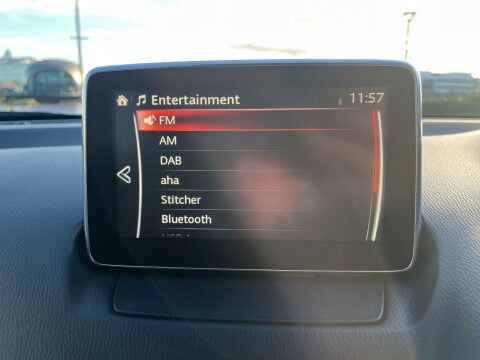 Entertainment 11:57
FM
AM
DAB
aha
Stitcher
Bluetooth